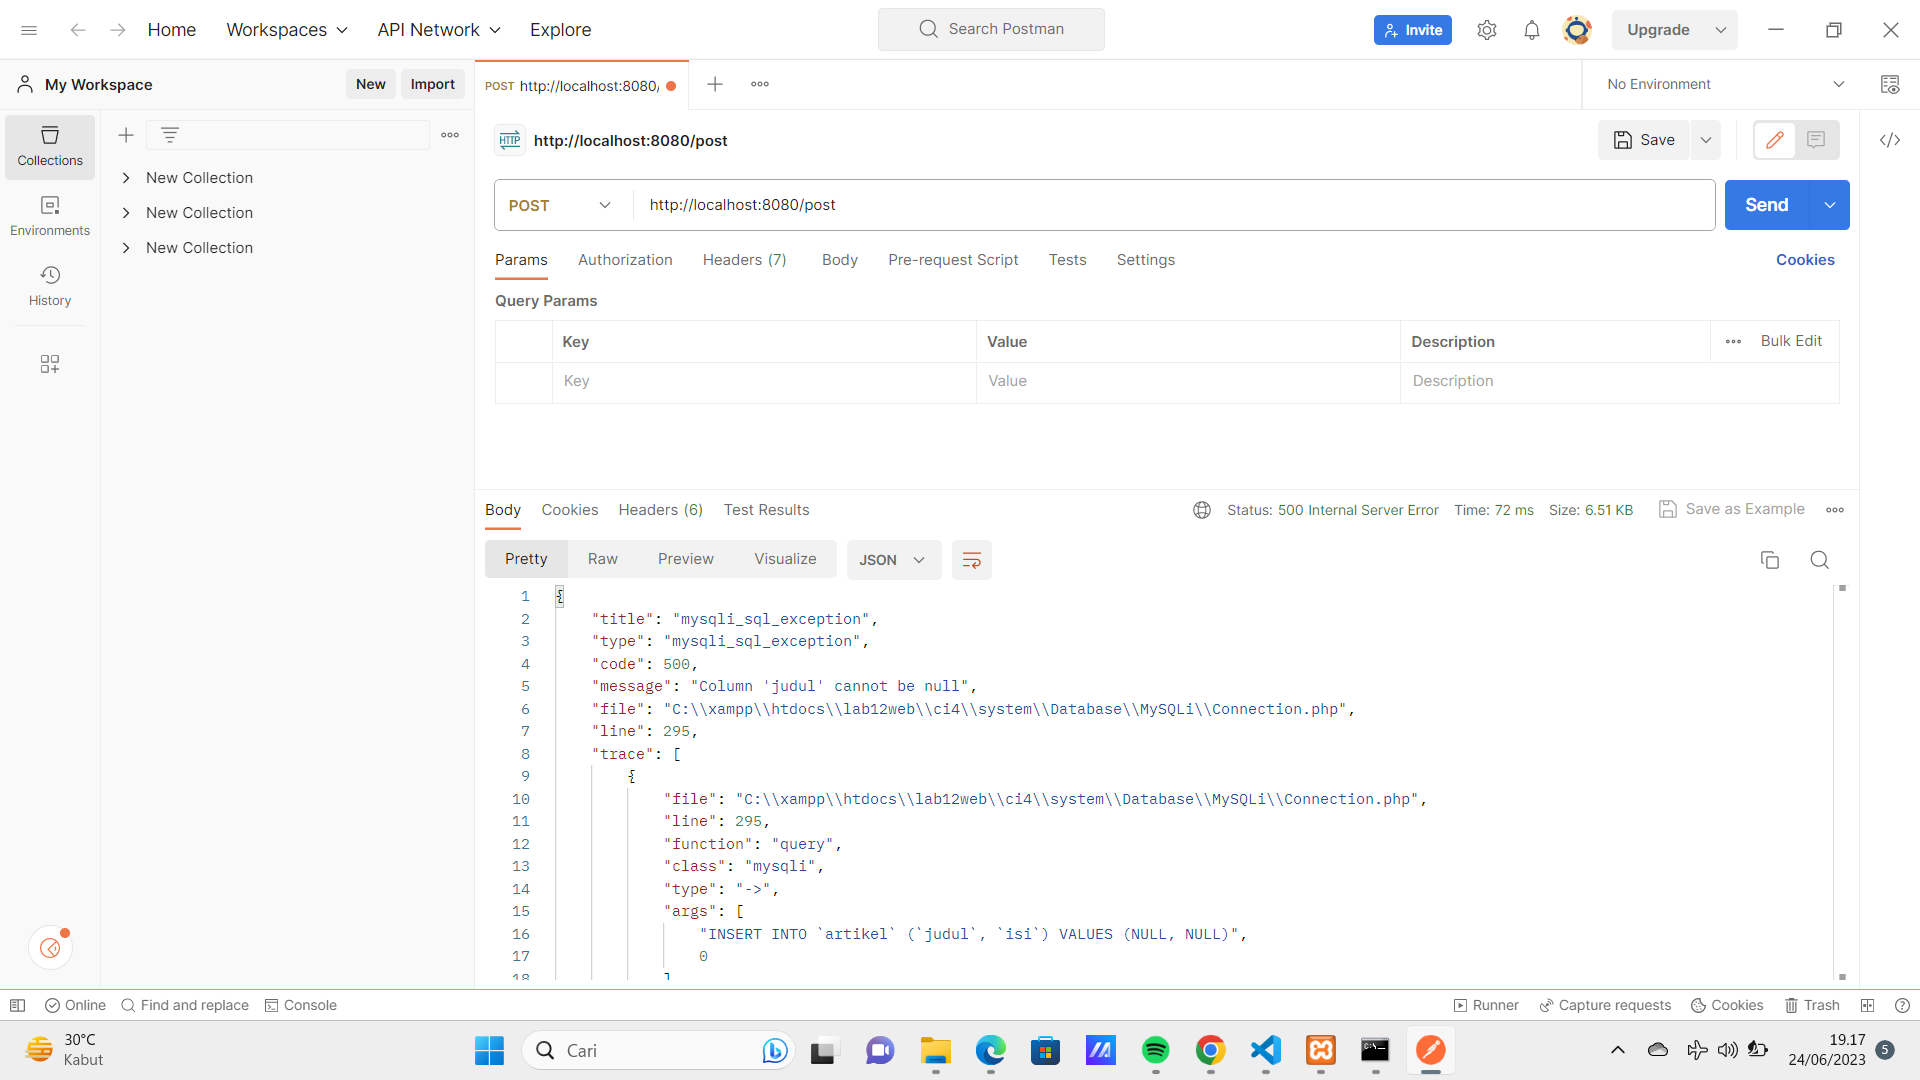 Home Workspaces API Network Explore Search Postman Invite Upgrade
My Workspace New Import POST http://localhost:8080/ No Environment
Collections
Environments
History
New Collection
New Collection
New Collection
HTTP http://localhost:8080/post Save
POST http://localhost:8080/post Send
Params Authorization Headers (7) Body Pre-request Script Tests Settings Cookies
Query Params
Key Value Description Bulk Edit
Key Value Description
Body Cookies Headers (6) Test Results Status: 500 Internal Server Error Time: 72 ms Size: 6.51 KB Save as Example
Pretty Raw Preview Visualize JSON
1 {
2 "title": "mysqli_sql_exception",
3 "type": "mysqli_sql_exception",
4 "code": 500,
5 "message": "Column 'judul' cannot be null",
6 "file": "C:\\xampp\\htdocs\\lab12web\\ci4\\system\\Database\\MySQLi\\Connection.php",
7 "line": 295,
8 "trace": [
9 {
10 "file": "C:\\xampp\\htdocs\\lab12web\\ci4\\system\\Database\\MySQLi\\Connection.php",
11 "line": 295,
12 "function": "query",
13 "class": "mysqli",
14 "type": "->",
15 "args": [
16 "INSERT INTO `artikel` (`judul`, `isi`) VALUES (NULL, NULL)",
17 0
18 ]
Online Find and replace Console Runner Capture requests Cookies Trash
30°C
Kabut
Cari
19.17
24/06/2023
5